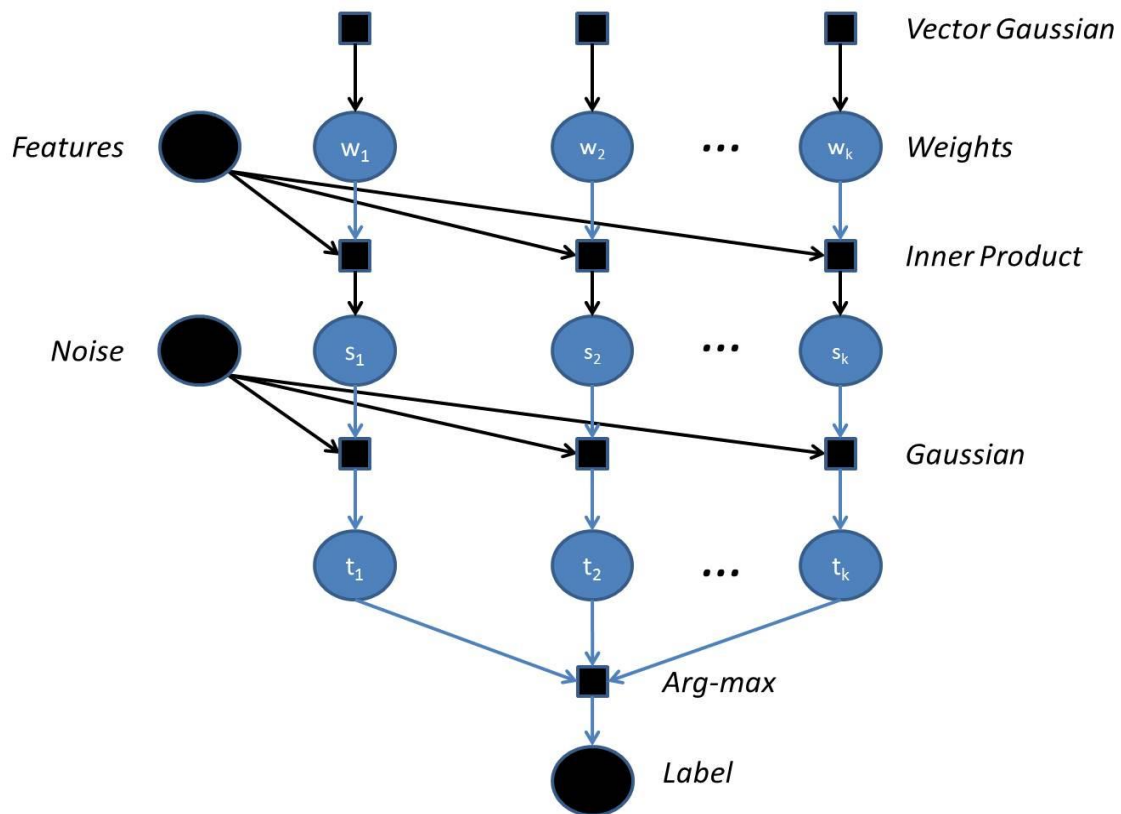 Vector Gaussian
Features w₁ w₂ ... wₖ Weights
Inner Product
Noise s₁ s₂ ... sₖ
Gaussian
t₁ t₂ ... tₖ
Arg-max
Label